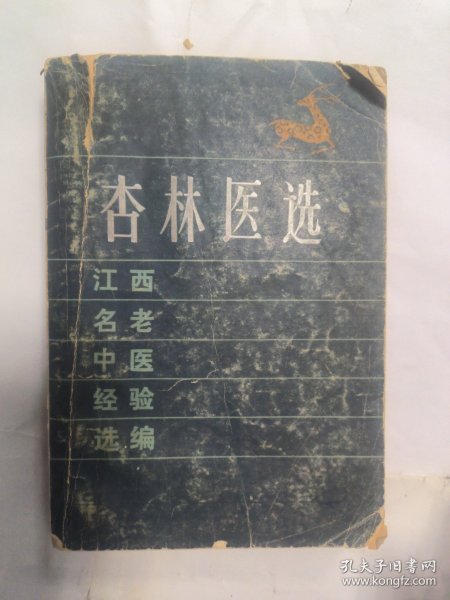 杏林医选
江西
名老
中医
经验
选编
孔夫子旧书网
www.kongfz.com